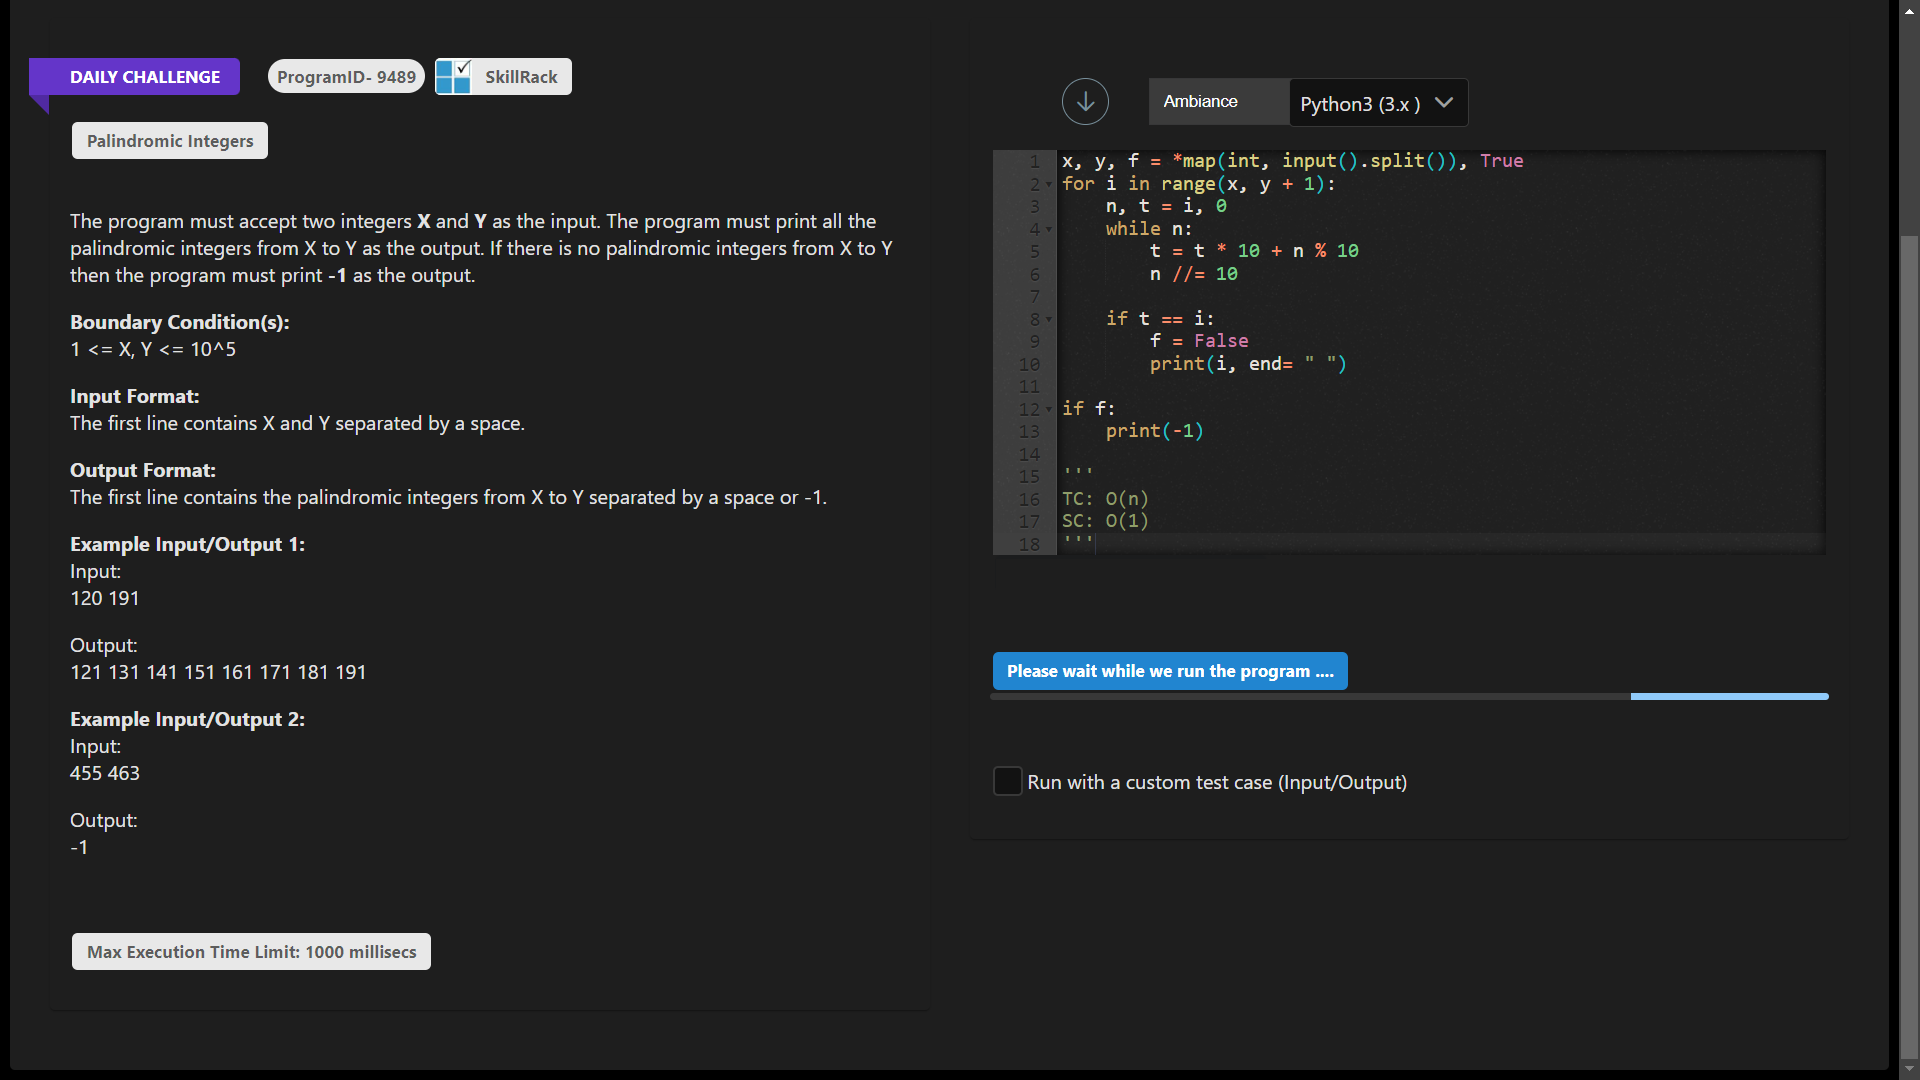 DAILY CHALLENGE
ProgramID- 9489
SkillRack
Palindromic Integers
The program must accept two integers X and Y as the input. The program must print all the
palindromic integers from X to Y as the output. If there is no palindromic integers from X to Y
then the program must print -1 as the output.
Boundary Condition(s):
1 <= X, Y <= 10^5
Input Format:
The first line contains X and Y separated by a space.
Output Format:
The first line contains the palindromic integers from X to Y separated by a space or -1.
Example Input/Output 1:
Input:
120 191
Output:
121 131 141 151 161 171 181 191
Example Input/Output 2:
Input:
455 463
Output:
-1
Max Execution Time Limit: 1000 millisecs
Ambiance
Python3 (3.x )
1 x, y, f = *map(int, input().split()), True
2 for i in range(x, y + 1):
3     n, t = i, 0
4     while n:
5         t = t * 10 + n % 10
6         n //= 10
7
8     if t == i:
9         f = False
10         print(i, end= " ")
11
12 if f:
13     print(-1)
14
15 '''
16 TC: O(n)
17 SC: O(1)
18 '''
Please wait while we run the program ....
Run with a custom test case (Input/Output)